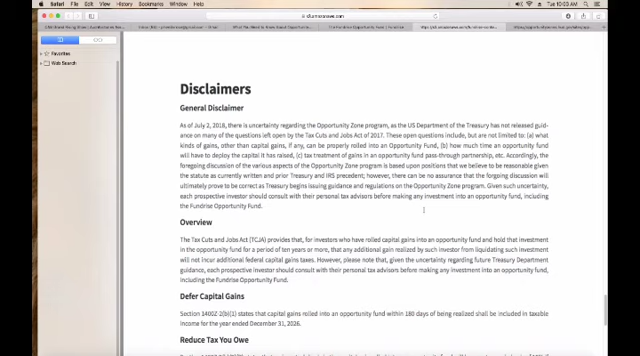 Safari File Edit View History Bookmarks Window Help
Tue 10:03 AM
Favorites
Web Search
Disclaimers
General Disclaimer
As of July 2, 2018, there is uncertainty regarding the Opportunity Zone program, as the US Department of the Treasury has not released guid-
ance on many of the questions left open by the Tax Cuts and Jobs Act of 2017. These open questions include, but are not limited to: (a) what
kinds of gains, other than capital gains, if any, can be properly rolled into an Opportunity Fund, (b) how much time an opportunity fund
will have to deploy the capital it has raised, (c) tax treatment of gains in an opportunity fund pass-through partnership, etc. Accordingly, the
foregoing discussion of the various aspects of the Opportunity Zone program is based upon positions that we believe to be reasonable given
the statute as currently written and prior Treasury and IRS precedent; however, there can be no assurance that the forgoing discussion will
ultimately prove to be correct as Treasury begins issuing guidance and regulations on the Opportunity Zone program. Given such uncertainty,
each prospective investor should consult with their personal tax advisors before making any investment into an opportunity fund, including
the Fundrise Opportunity Fund.
Overview
The Tax Cuts and Jobs Act (TCJA) provides that, for investors who have rolled capital gains into an opportunity fund and hold that investment
in the opportunity fund for a period of ten years or more, that any additional gain realized by such investor from liquidating such investment
will not incur additional federal capital gains taxes. However, please note that, given the uncertainty regarding future Treasury Department
guidance, each prospective investor should consult with their personal tax advisors before making any investment into an opportunity fund,
including the Fundrise Opportunity Fund.
Defer Capital Gains
Section 1400Z-2(b)(1) states that capital gains rolled into an opportunity fund within 180 days of being realized shall be included in taxable
income for the year ended December 31, 2026.
Reduce Tax You Owe